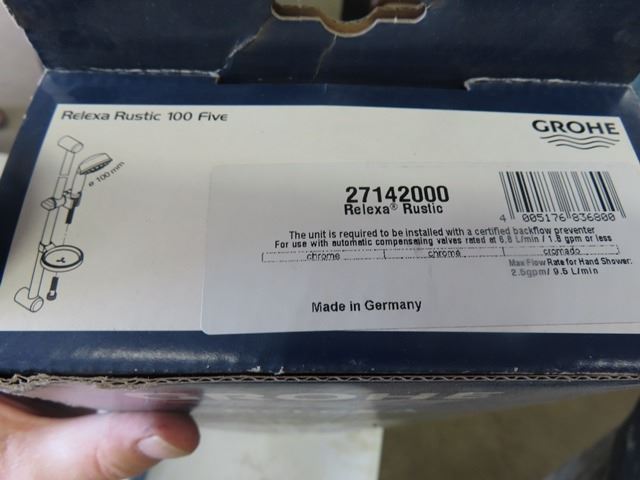 Relexa Rustic 100 Five
GROHE
ø 100 mm
27142000
Relexa® Rustic
4 005176 836800
The unit is required to be installed with a certified backflow preventer
For use with automatic compensating valves rated at 6,8 L/min / 1.8 gpm or less
chrome chromé cromado
Max Flow Rate for Hand Shower:
2.5gpm/ 9.5 L/min
Made in Germany
GROHE